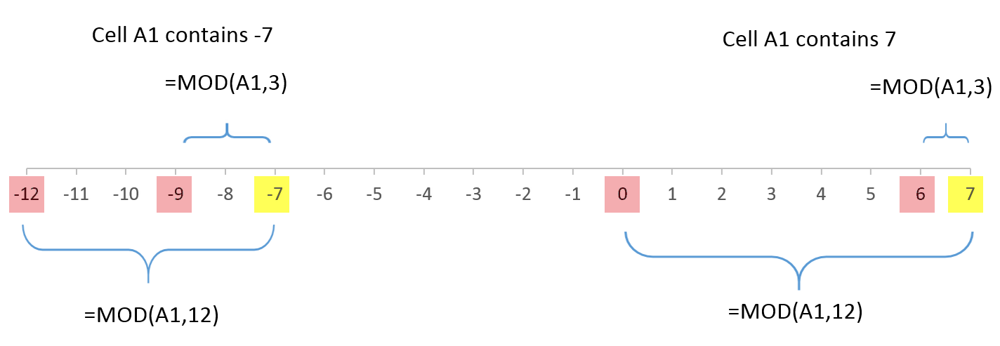 Cell A1 contains -7
Cell A1 contains 7
=MOD(A1,3)
=MOD(A1,3)
-12 -11 -10 -9 -8 -7 -6 -5 -4 -3 -2 -1 0 1 2 3 4 5 6 7
=MOD(A1,12)
=MOD(A1,12)